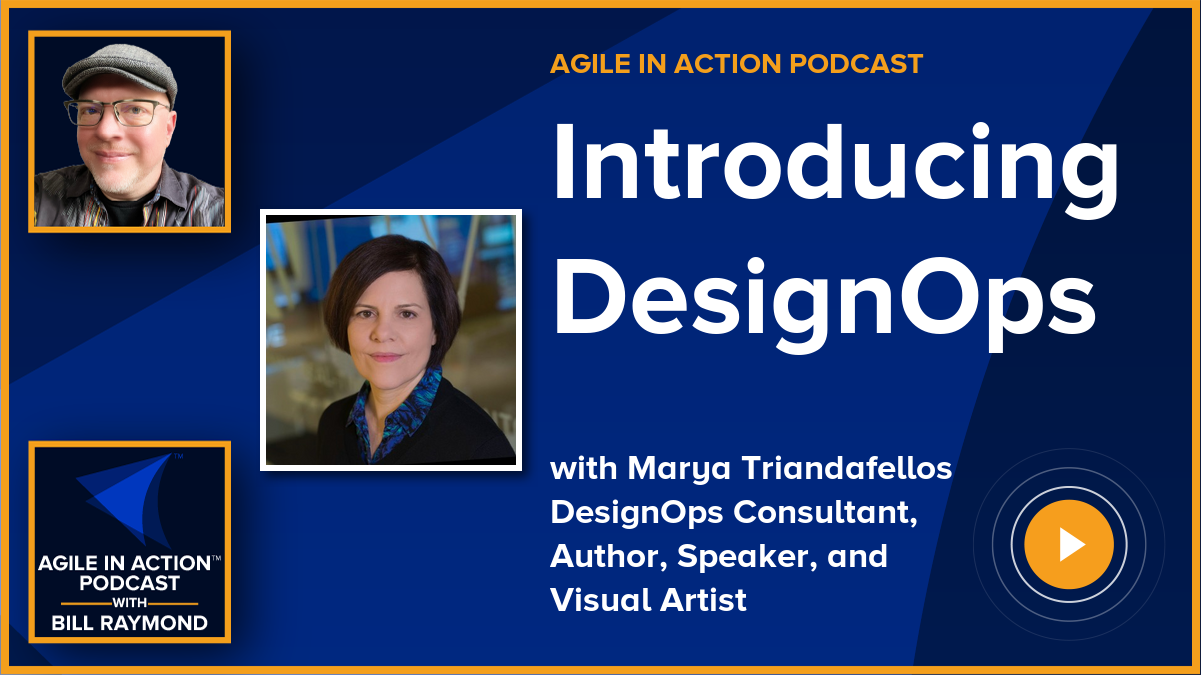 AGILE IN ACTION PODCAST
Introducing
DesignOps
with Marya Triandafellos
DesignOps Consultant,
Author, Speaker, and
Visual Artist
TM
AGILE IN ACTION™
PODCAST
WITH
BILL RAYMOND